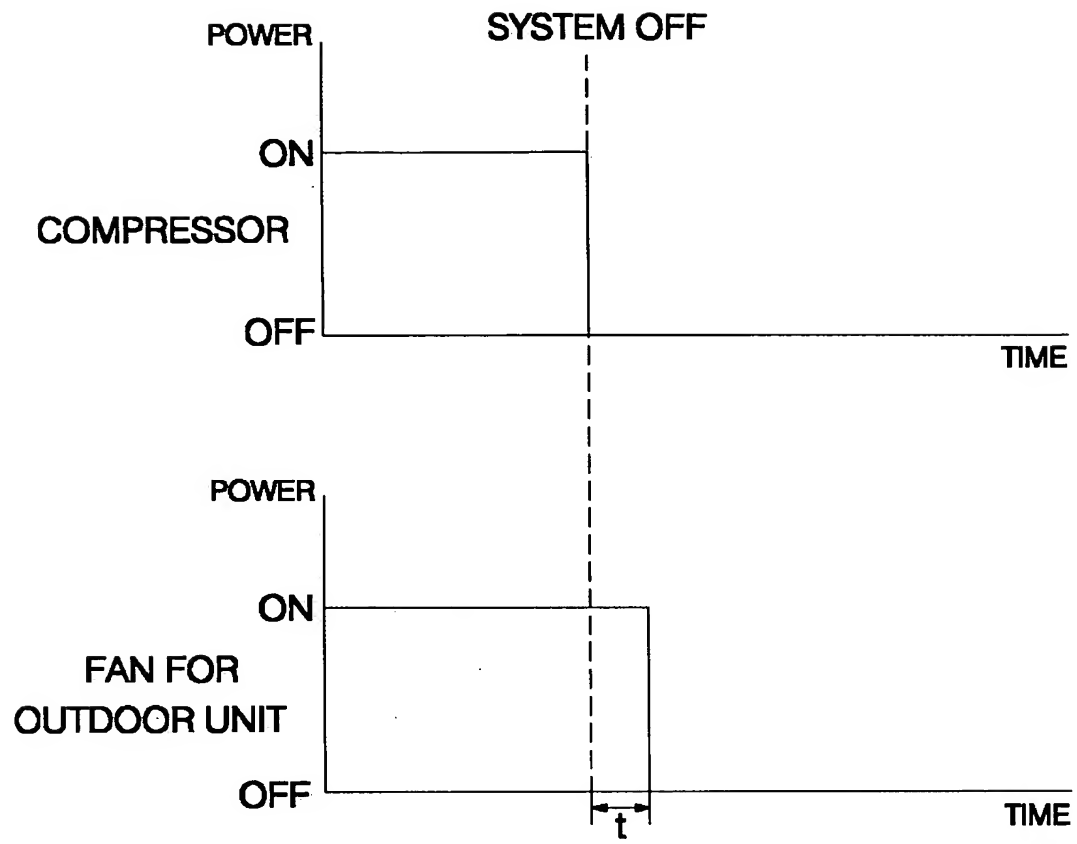 POWER
SYSTEM OFF
ON
COMPRESSOR
OFF
TIME
POWER
ON
FAN FOR
OUTDOOR UNIT
OFF
TIME
t